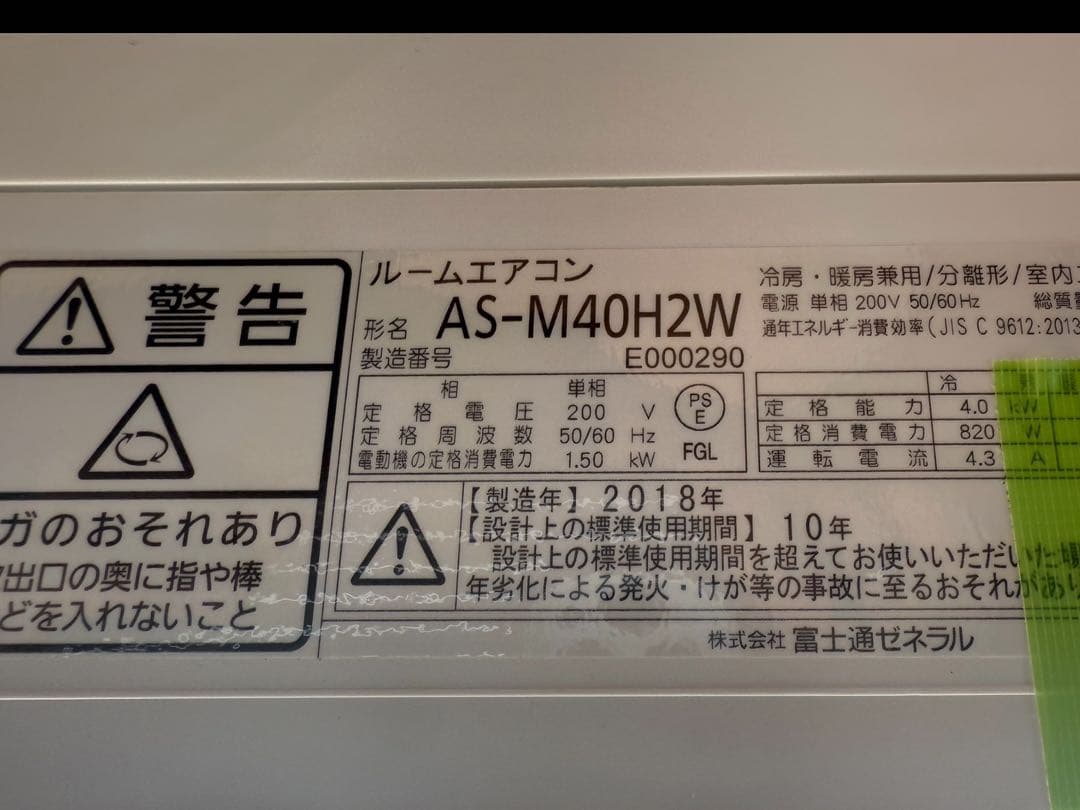 警告
ガのおそれあり
出口の奥に指や棒
どを入れないこと
ルームエアコン
形名 AS-M40H2W
製造番号 E000290
相 単相
定格電圧 200 V
定格周波数 50/60 Hz
電動機の定格消費電力 1.50 kW
PS
E
FGL
冷房・暖房兼用/分離形/室内
電源 単相 200V 50/60Hz 総質
通年エネルギー消費効率(JIS C 9612:2013
冷
定格能力 4.0 kW
定格消費電力 820 W
運転電流 4.3 A
【製造年】2018年
【設計上の標準使用期間】10年
設計上の標準使用期間を超えてお使いいただいた場
年劣化による発火・けが等の事故に至るおそれがあり
株式会社 富士通ゼネラル